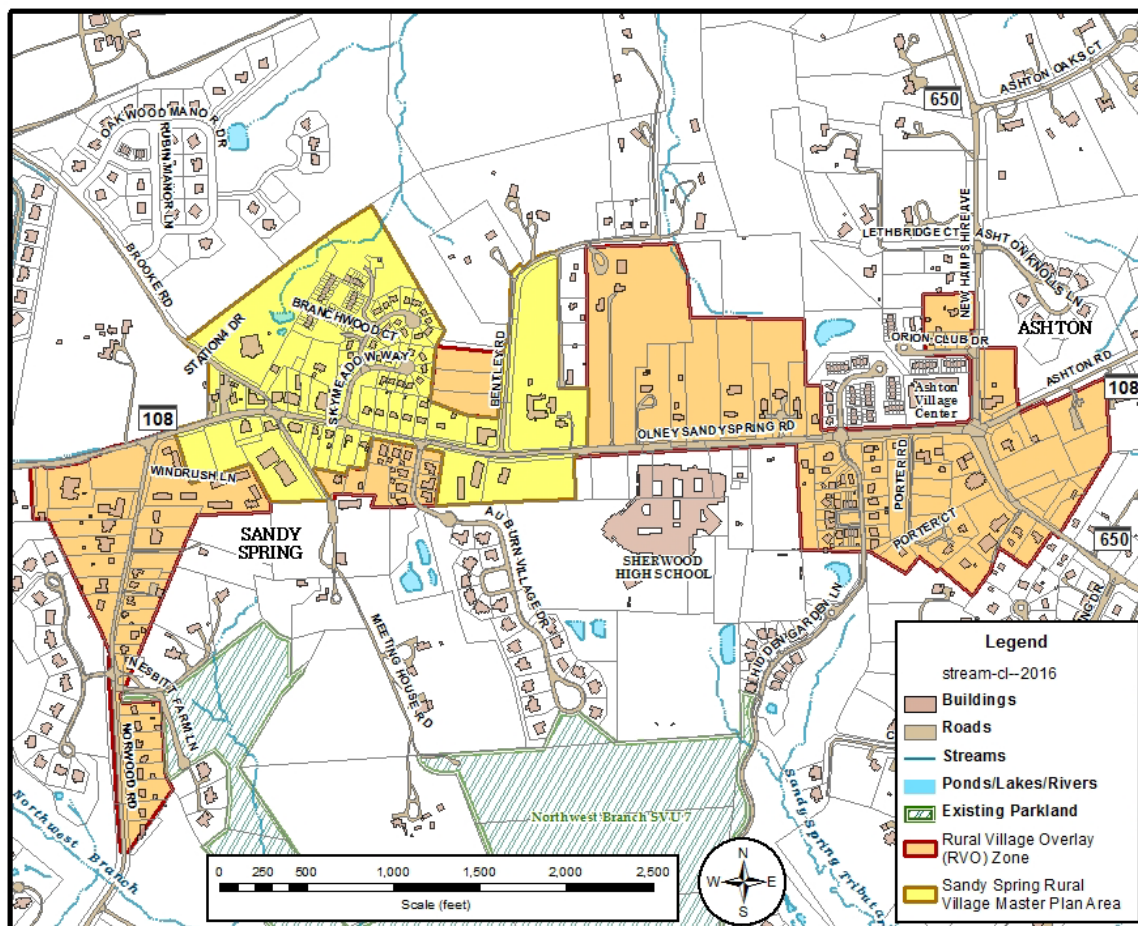 OAKWOOD MANOR DR
RUBIN MANOR LN
BROOKE RD
650
ASHTON OAKS CT
NEW HAMPSHIRE AVE
LETHBRIDGE CT
ASHTON KNOLLS LN
ASHTON
ORION CLUB DR
ASHTON RD
108
STATION 4 DR
BRANCHWOOD CT
SKYMEADOW WAY
BENTLEY RD
Ashton
Village
Center
108
OLNEY SANDY SPRING RD
WINDRUSH LN
PORTER RD
PORTER CT
650
SANDY
SPRING
AUBURN VILLAGE DR
SHERWOOD
HIGH SCHOOL
HIDDEN GARDEN LN
MEETING HOUSE RD
NESBITT FARM LN
NORWOOD RD
Northwest Branch
Northwest Branch SVU 7
Legend
stream-cl--2016
Buildings
Roads
Streams
Ponds/Lakes/Rivers
Existing Parkland
Rural Village Overlay
(RVO) Zone
Sandy Spring Rural
Village Master Plan Area
0 250 500 1,000 1,500 2,000 2,500
Scale (feet)
N
W E
S
Sandy Spring